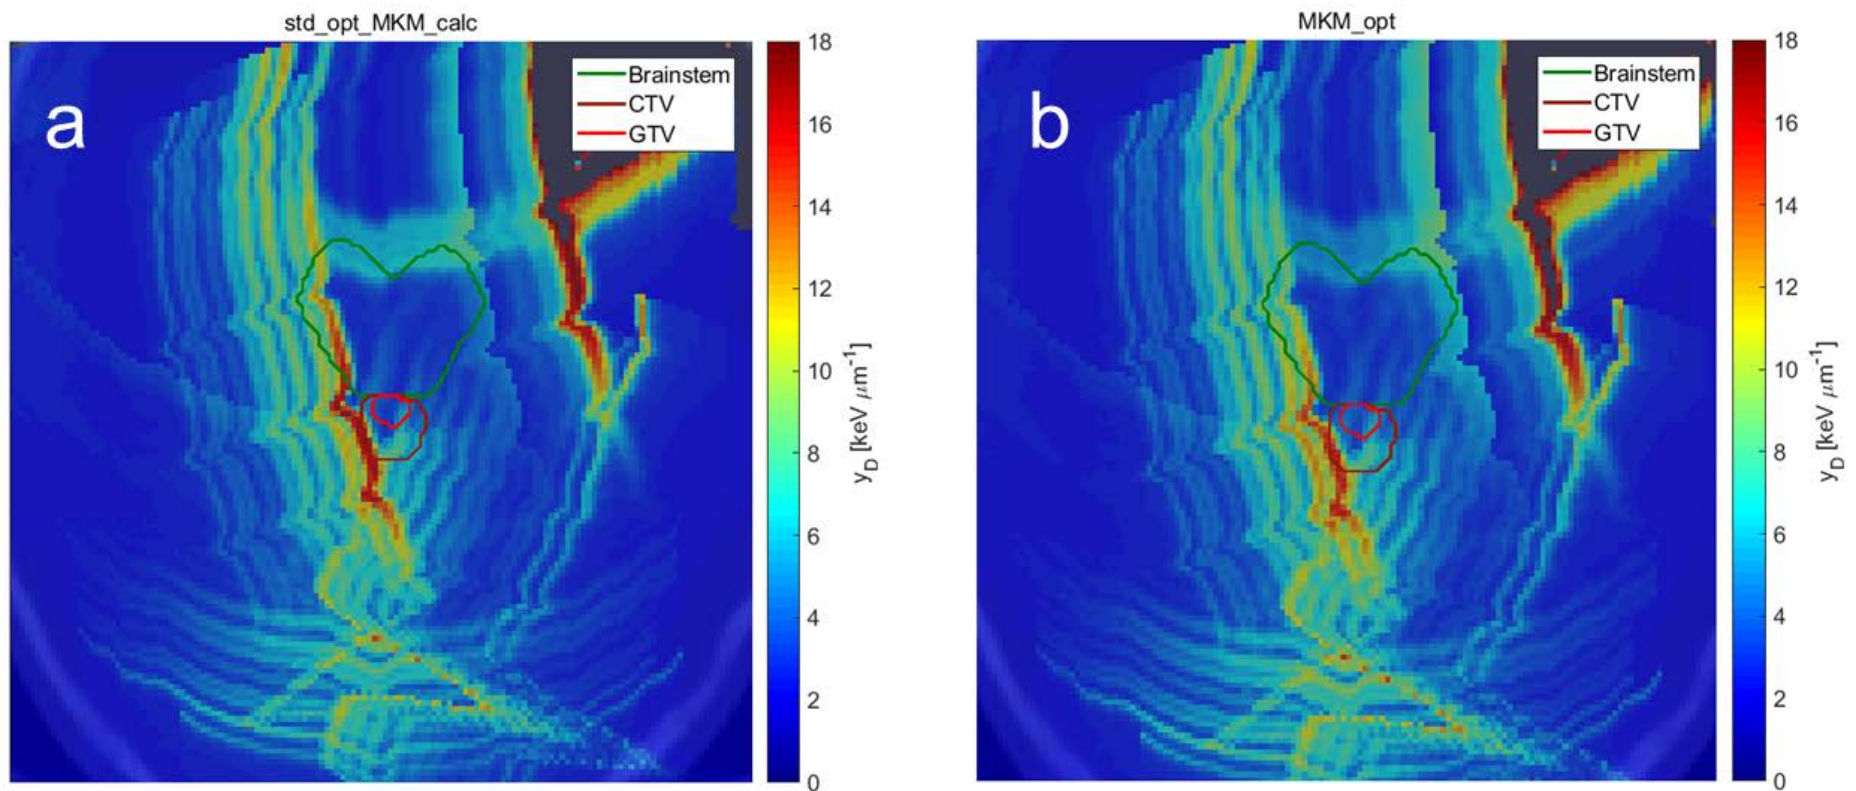 std_opt_MKM_calc
a
Brainstem
CTV
GTV
18
16
14
12
10
8
6
4
2
0
y_D [keV μm^-1]
MKM_opt
b
Brainstem
CTV
GTV
18
16
14
12
10
8
6
4
2
0
y_D [keV μm^-1]